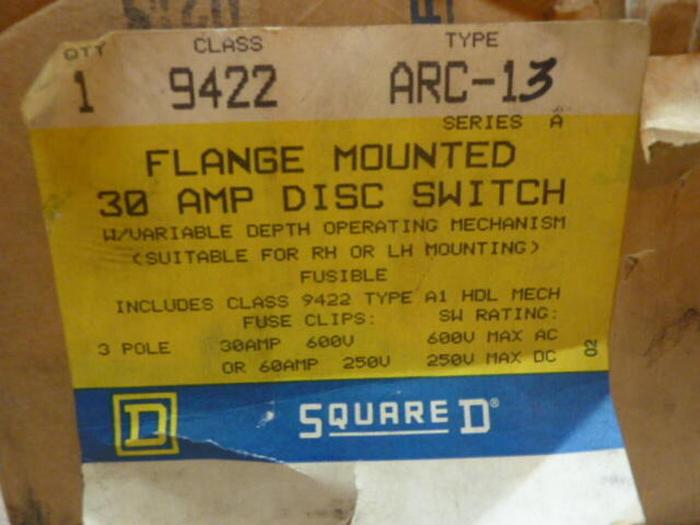 QTY CLASS TYPE
1 9422 ARC-13
SERIES A
FLANGE MOUNTED
30 AMP DISC SWITCH
W/VARIABLE DEPTH OPERATING MECHANISM
(SUITABLE FOR RH OR LH MOUNTING)
FUSIBLE
INCLUDES CLASS 9422 TYPE A1 HDL MECH
FUSE CLIPS: SW RATING:
3 POLE 30AMP 600V 600V MAX AC
OR 60AMP 250V 250V MAX DC
02
D SQUARE D®